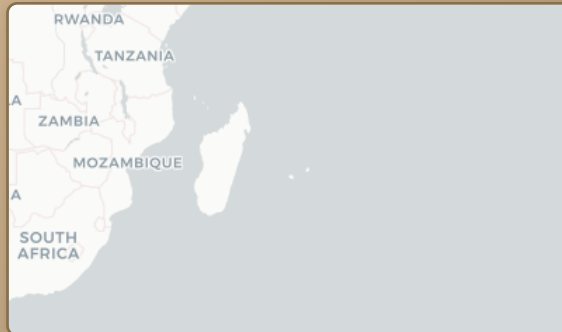 RWANDA
TANZANIA
A
ZAMBIA
MOZAMBIQUE
A
SOUTH
AFRICA